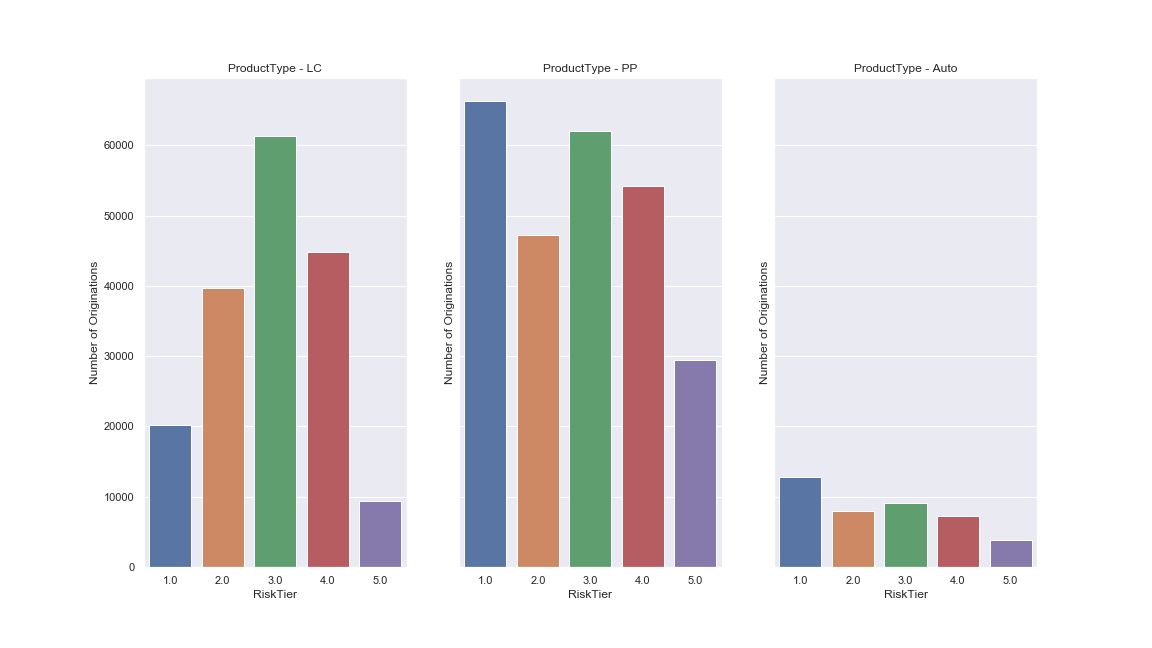 ProductType - LC
Number of Originations
60000
50000
40000
30000
20000
10000
0
1.0 2.0 3.0 4.0 5.0
RiskTier
ProductType - PP
Number of Originations
1.0 2.0 3.0 4.0 5.0
RiskTier
ProductType - Auto
Number of Originations
1.0 2.0 3.0 4.0 5.0
RiskTier